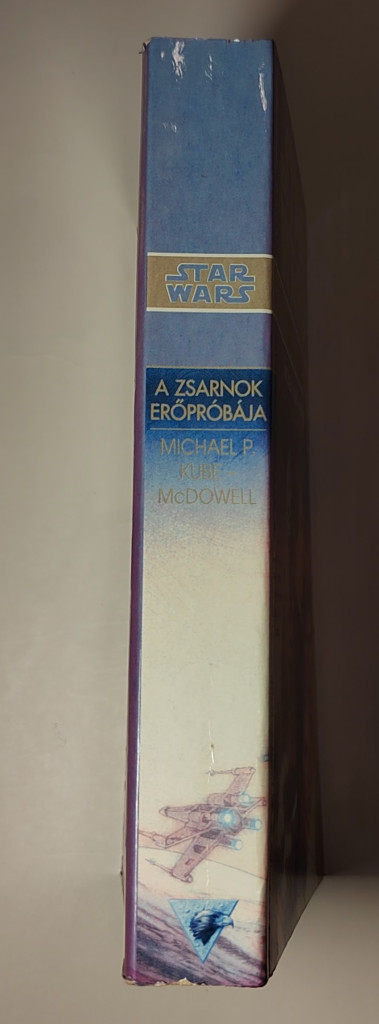 STAR
WARS
A ZSARNOK
ERŐPRÓBÁJA
MICHAEL P.
KUBE –
McDOWELL